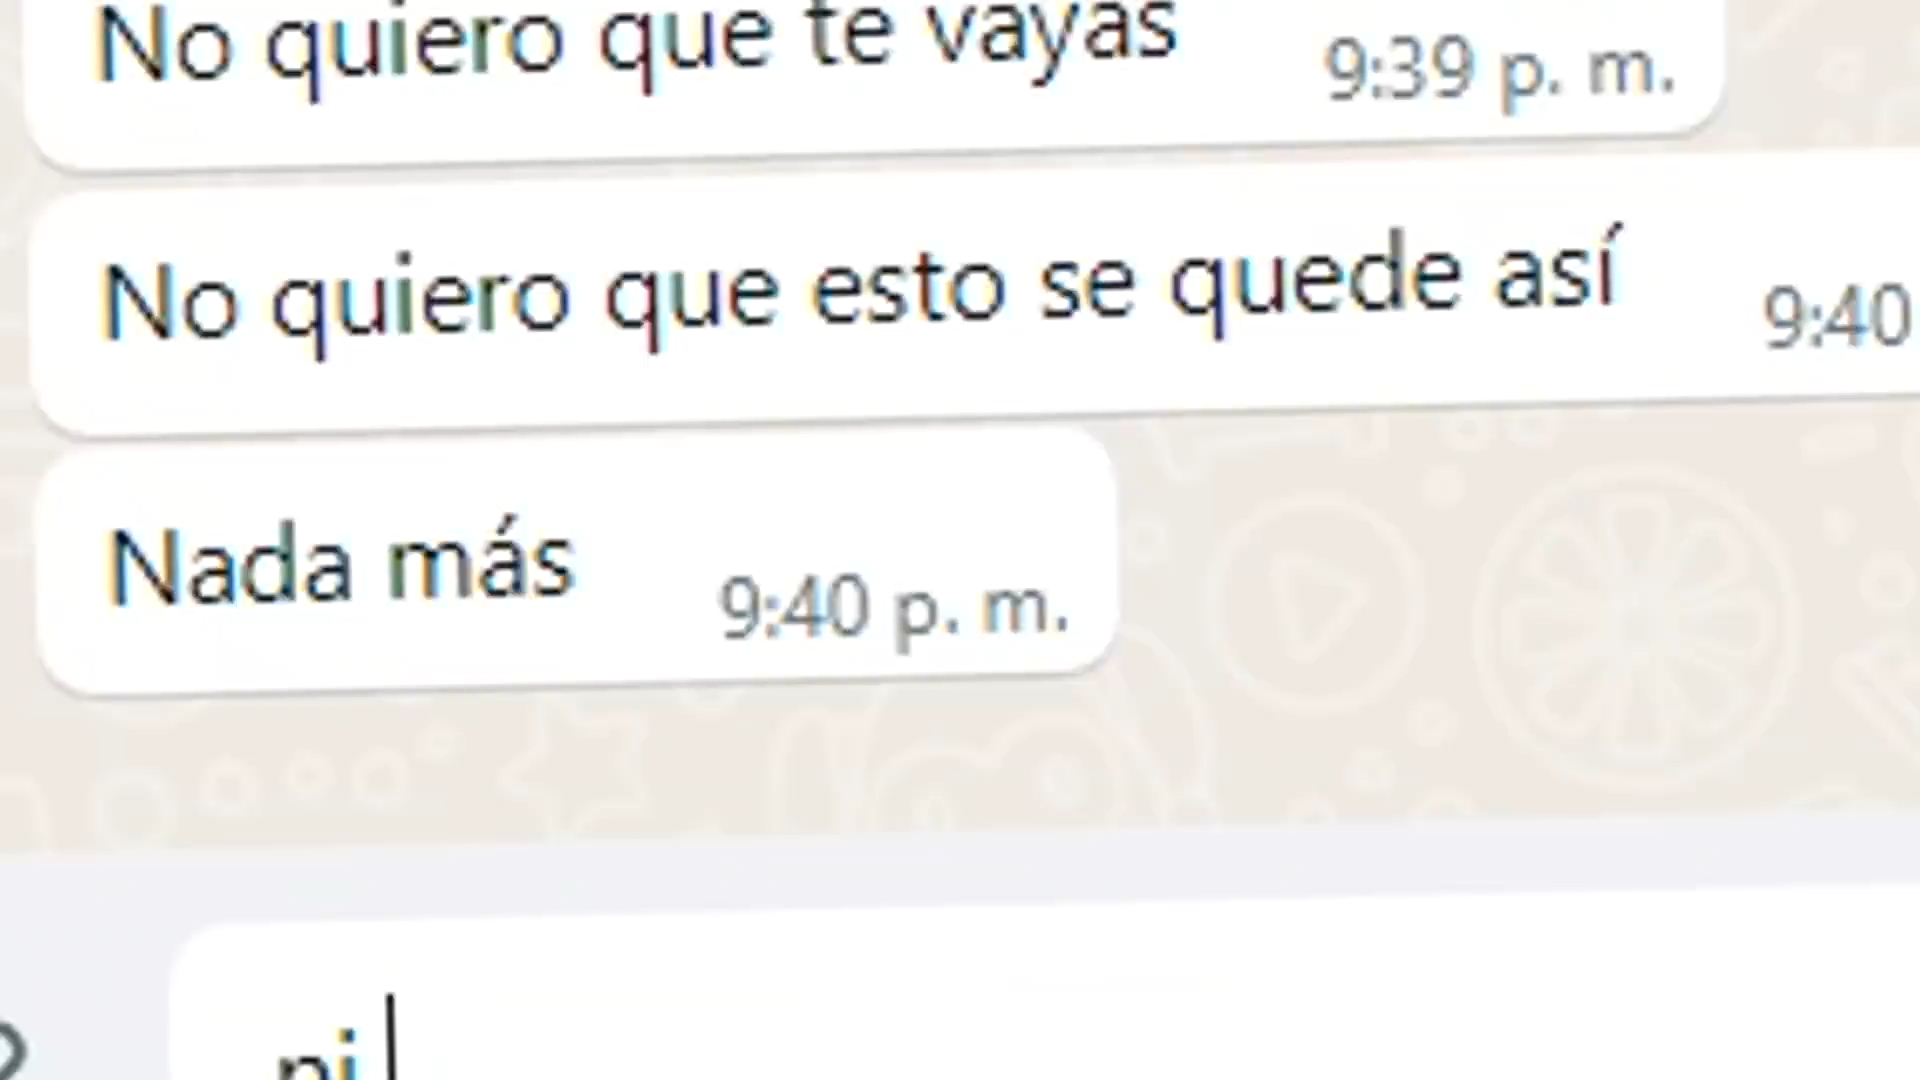 No quiero que te vayas
9:39 p. m.
No quiero que esto se quede así
9:40
Nada más
9:40 p. m.